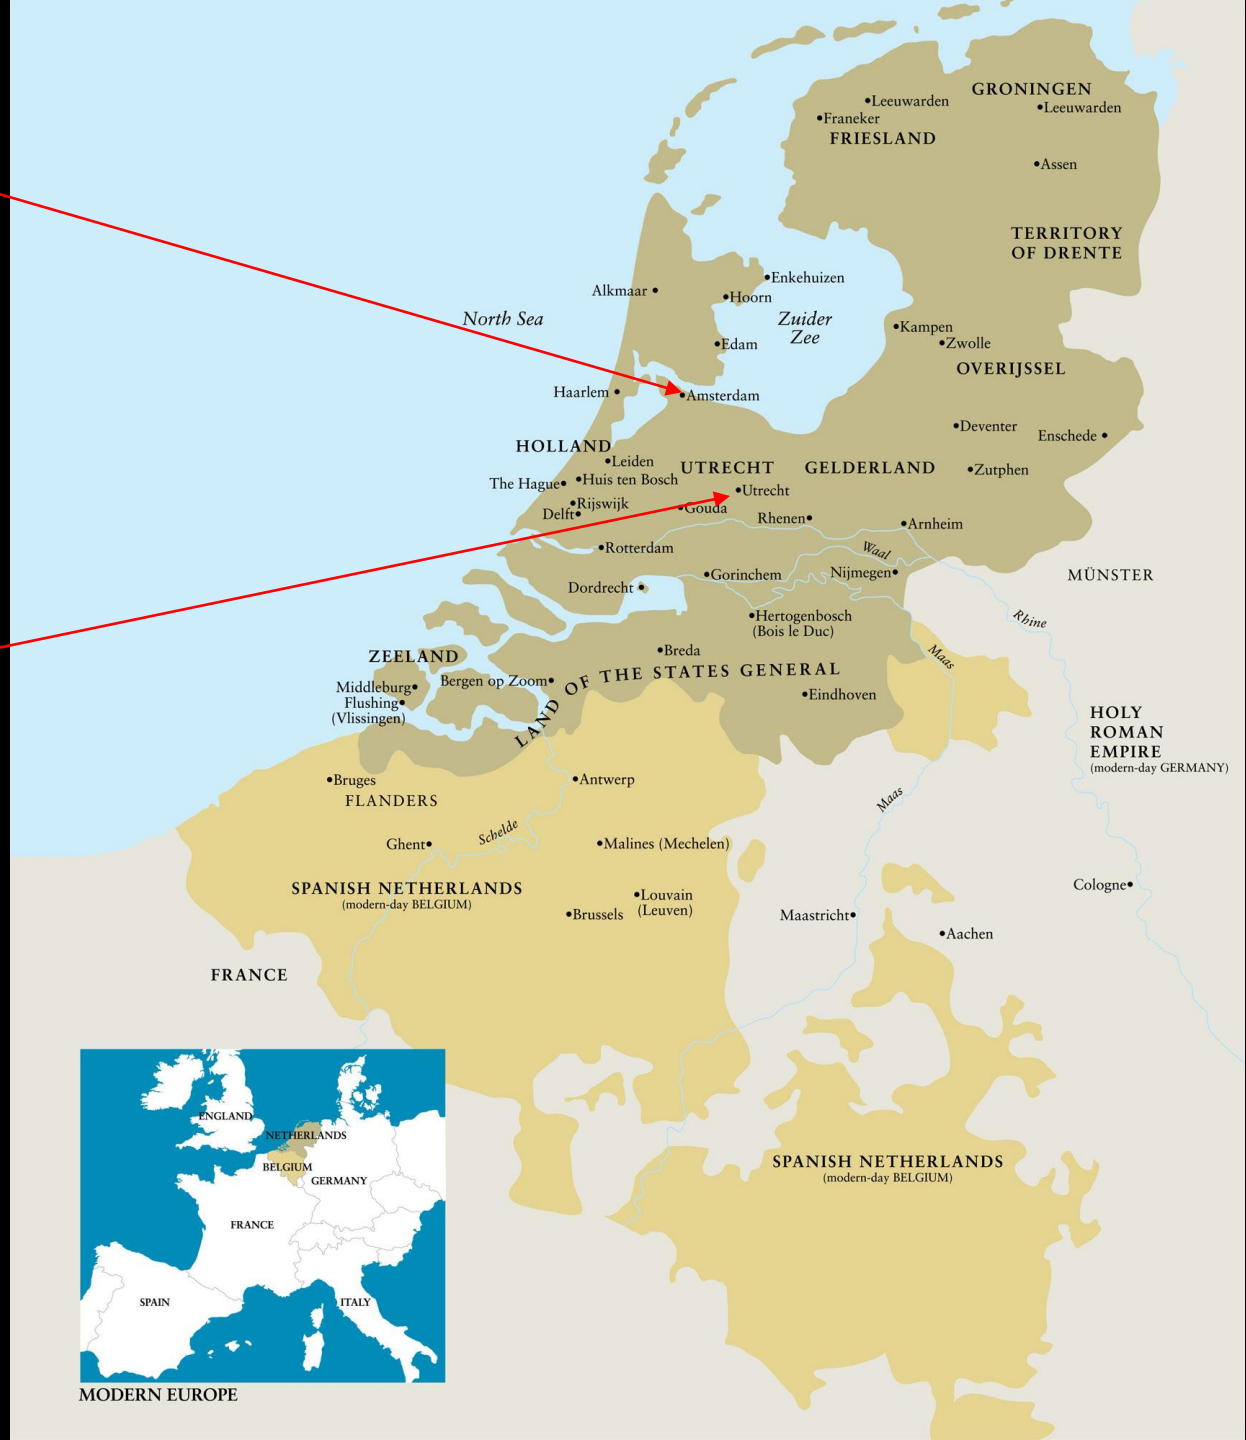 GRONINGEN
Leeuwarden
Leeuwarden
Franeker
FRIESLAND
Assen
TERRITORY
OF DRENTE
Enkehuizen
Alkmaar
Hoorn
North Sea
Zuider
Zee
Kampen
Edam
Zwolle
OVERIJSSEL
Haarlem
Amsterdam
Deventer
Enschede
HOLLAND
Leiden
UTRECHT
GELDERLAND
Zutphen
The Hague
Huis ten Bosch
Utrecht
Rijswijk
Delft
Gouda
Rhenen
Arnheim
Rotterdam
Waal
Gorinchem
Nijmegen
MÜNSTER
Dordrecht
Hertogenbosch
(Bois le Duc)
Rhine
Breda
Maas
ZEELAND
LAND OF THE STATES GENERAL
Middleburg
Bergen op Zoom
Eindhoven
Flushing
(Vlissingen)
HOLY
ROMAN
EMPIRE
(modern-day GERMANY)
Bruges
Antwerp
FLANDERS
Maas
Schelde
Ghent
Malines (Mechelen)
SPANISH NETHERLANDS
(modern-day BELGIUM)
Louvain
(Leuven)
Brussels
Maastricht
Cologne
Aachen
FRANCE
ENGLAND
NETHERLANDS
BELGIUM
GERMANY
FRANCE
SPAIN
ITALY
MODERN EUROPE
SPANISH NETHERLANDS
(modern-day BELGIUM)